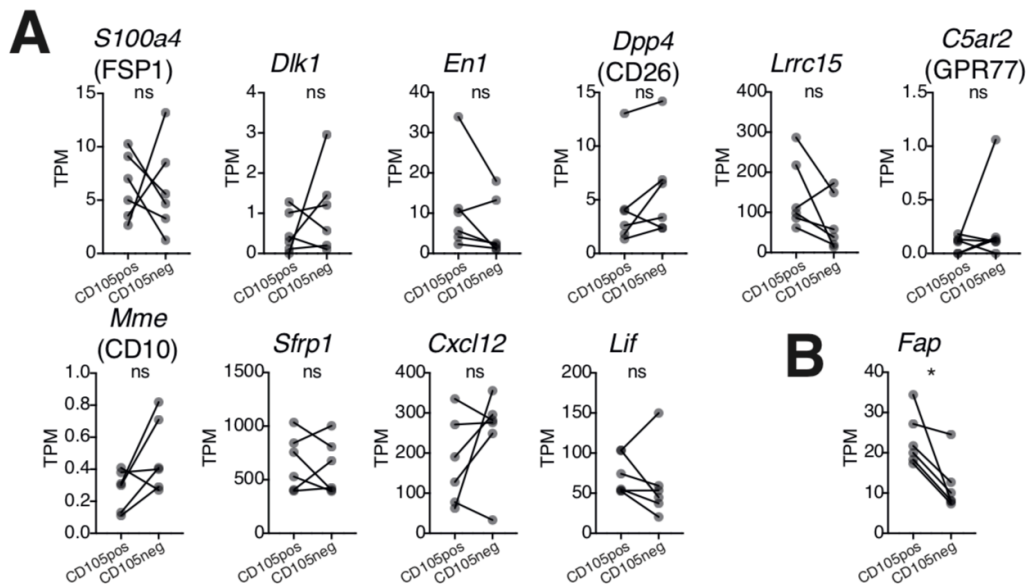 A
S100a4
(FSP1)
ns
15
10
5
0
TPM
CD105pos
CD105neg
Dlk1
ns
4
3
2
1
0
TPM
CD105pos
CD105neg
En1
ns
40
30
20
10
0
TPM
CD105pos
CD105neg
Dpp4
(CD26)
ns
15
10
5
0
TPM
CD105pos
CD105neg
Lrrc15
ns
400
300
200
100
0
TPM
CD105pos
CD105neg
C5ar2
(GPR77)
ns
1.5
1.0
0.5
0.0
TPM
CD105pos
CD105neg
Mme
(CD10)
ns
1.0
0.8
0.6
0.4
0.2
0.0
TPM
CD105pos
CD105neg
Sfrp1
ns
1500
1000
500
0
TPM
CD105pos
CD105neg
Cxcl12
ns
400
300
200
100
0
TPM
CD105pos
CD105neg
Lif
ns
200
150
100
50
0
TPM
CD105pos
CD105neg
B
Fap
*
40
30
20
10
0
TPM
CD105pos
CD105neg